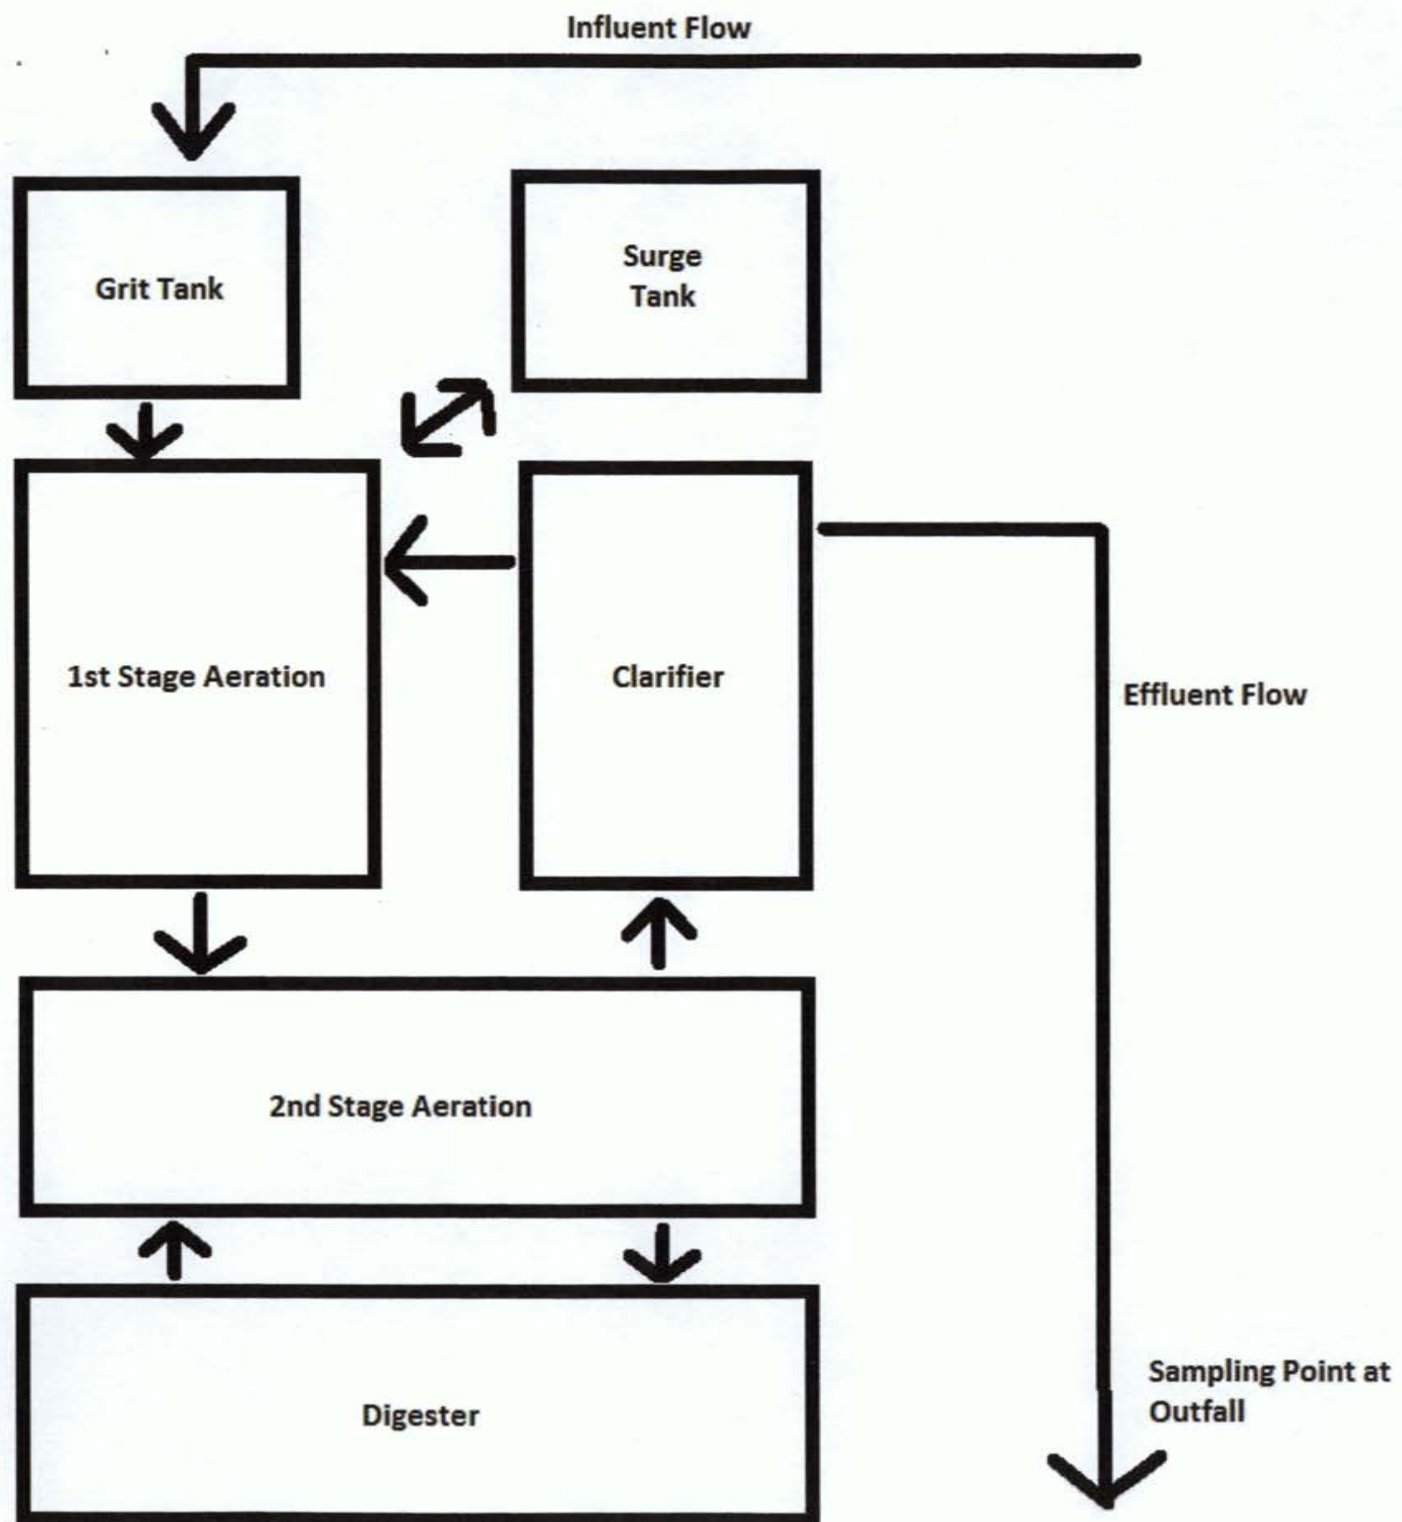 Influent Flow
Grit Tank
Surge
Tank
1st Stage Aeration
Clarifier
Effluent Flow
2nd Stage Aeration
Digester
Sampling Point at
Outfall